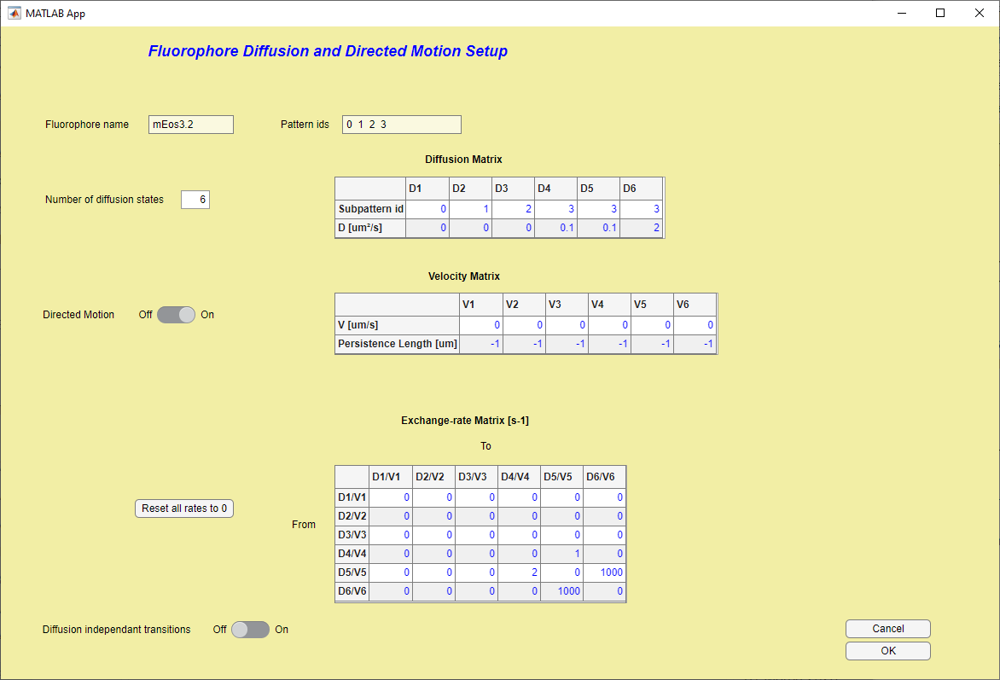 MATLAB App
Fluorophore Diffusion and Directed Motion Setup
Fluorophore name mEos3.2 Pattern ids 0 1 2 3
Diffusion Matrix
Number of diffusion states 6
D1 D2 D3 D4 D5 D6
Subpattern id 0 1 2 3 3 3
D [um²/s] 0 0 0 0.1 0.1 2
Velocity Matrix
Directed Motion Off On
V1 V2 V3 V4 V5 V6
V [um/s] 0 0 0 0 0 0
Persistence Length [um] -1 -1 -1 -1 -1 -1
Exchange-rate Matrix [s-1]
To
D1/V1 D2/V2 D3/V3 D4/V4 D5/V5 D6/V6
D1/V1 0 0 0 0 0 0
D2/V2 0 0 0 0 0 0
D3/V3 0 0 0 0 0 0
D4/V4 0 0 0 0 1 0
D5/V5 0 0 0 2 0 1000
D6/V6 0 0 0 0 1000 0
Reset all rates to 0
From
Diffusion independant transitions Off On
Cancel
OK